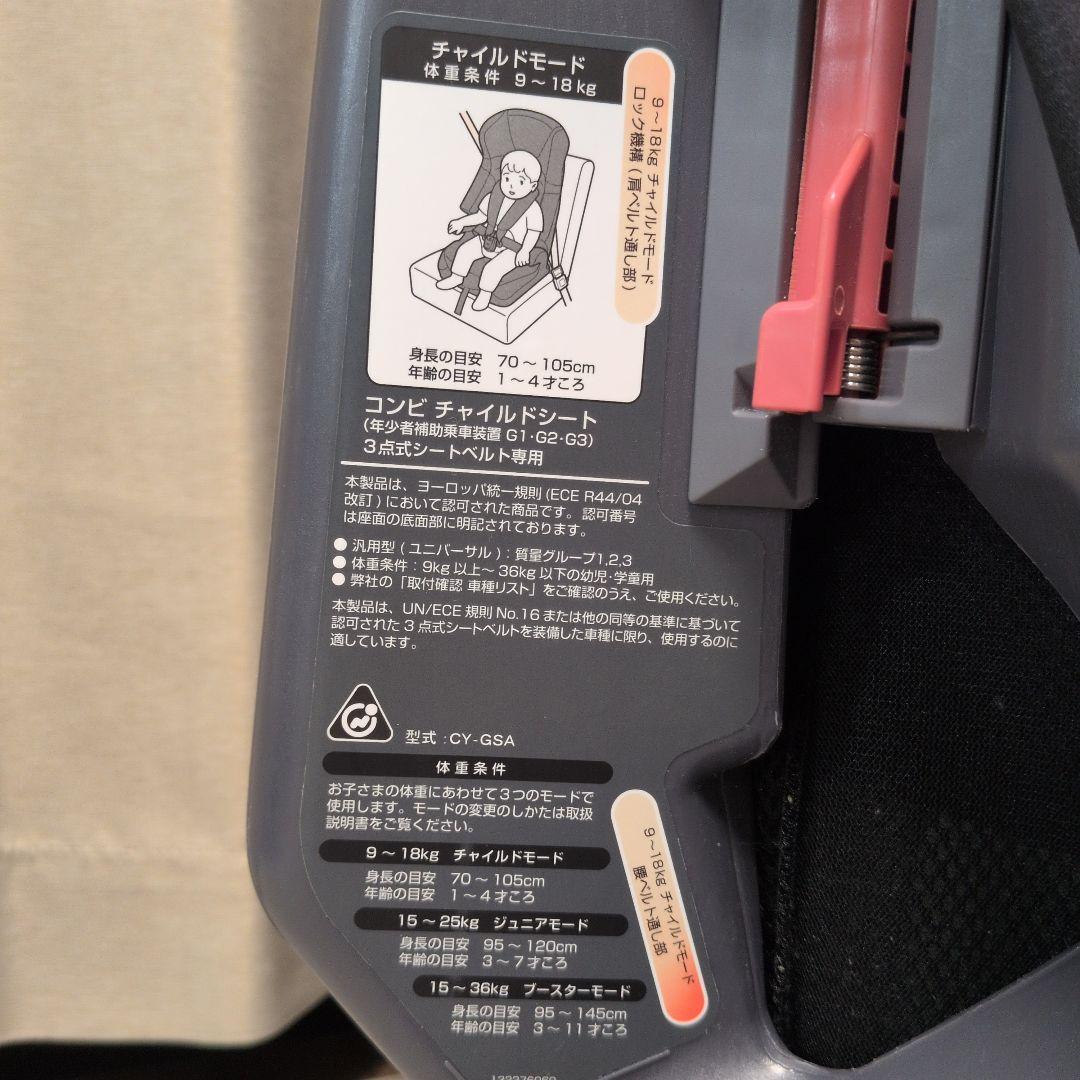 チャイルドモード
体重条件 9～18kg
9～18kg チャイルドモード
ロック機構(肩ベルト通し部)
身長の目安 70～105cm
年齢の目安 1～4才ころ
コンビ チャイルドシート
(年少者補助乗車装置 G1・G2・G3)
3点式シートベルト専用
本製品は、ヨーロッパ統一規則(ECE R44/04
改訂)において認可された商品です。認可番号
は座面の底面部に明記されております。
●汎用型(ユニバーサル):質量グループ1,2,3
●体重条件:9kg以上～36kg以下の幼児・学童用
●弊社の「取付確認 車種リスト」をご確認のうえ、ご使用ください。
本製品は、UN/ECE規則No.16または他の同等の基準に基づいて
認可された3点式シートベルトを装備した車種に限り、使用するのに
適しています。
型式:CY-GSA
体重条件
お子さまの体重にあわせて3つのモードで
使用します。モードの変更のしかたは取扱
説明書をご覧ください。
9～18kg チャイルドモード
身長の目安 70～105cm
年齢の目安 1～4才ころ
15～25kg ジュニアモード
身長の目安 95～120cm
年齢の目安 3～7才ころ
15～36kg ブースターモード
身長の目安 95～145cm
年齢の目安 3～11才ころ
9～18kg チャイルドモード
腰ベルト通し部